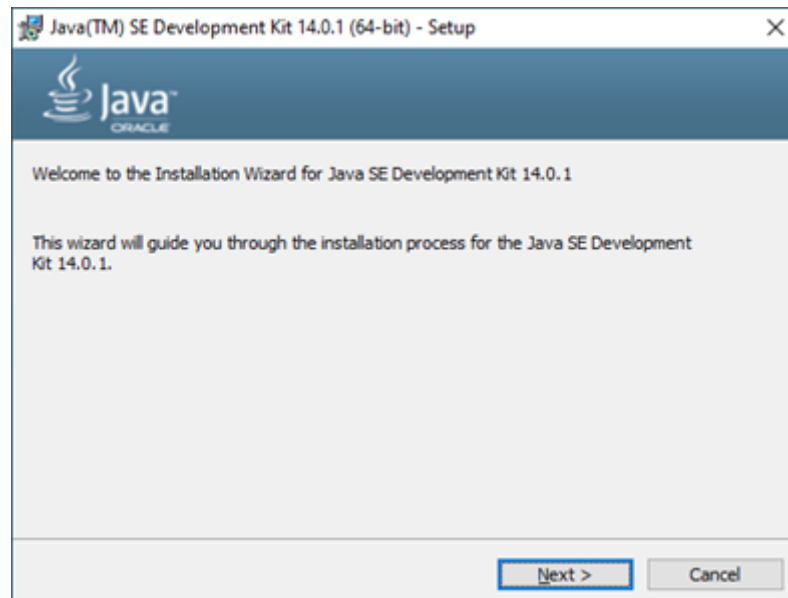 Java(TM) SE Development Kit 14.0.1 (64-bit) - Setup
Java™
ORACLE
Welcome to the Installation Wizard for Java SE Development Kit 14.0.1
This wizard will guide you through the installation process for the Java SE Development
Kit 14.0.1.
Next >
Cancel